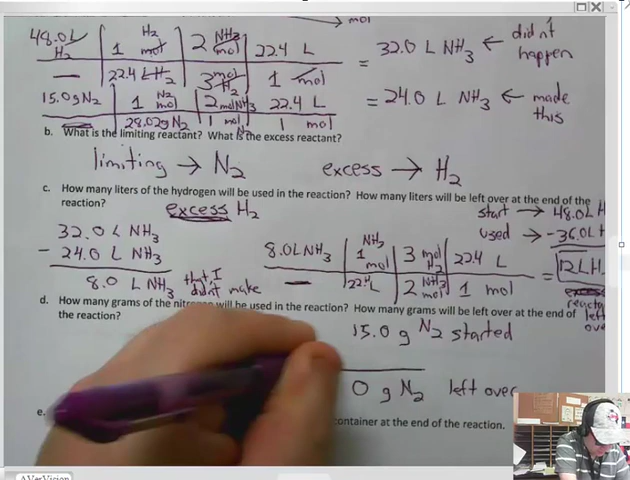 mol
48.0 L H2 | 1 H2 mol | 2 NH3 mol | 22.4 L = 32.0 L NH3 ← didn't happen
22.4 L H2 | 3 mol H2 | 1 mol
15.0 g N2 | 1 N2 mol | 2 mol NH3 | 22.4 L = 24.0 L NH3 ← made this
28.02 g N2 | 1 mol N2 | 1 mol
b. What is the limiting reactant? What is the excess reactant?
limiting → N2 excess → H2
c. How many liters of the hydrogen will be used in the reaction? How many liters will be left over at the end of the
reaction?
excess H2
start → 48.0 L H
used → -36.0 L H
32.0 L NH3
- 24.0 L NH3
8.0 L NH3 that I didn't make
8.0 L NH3 | 1 NH3 mol | 3 mol H2 | 22.4 L = 12 L H
22.4 L | 2 NH3 mol | 1 mol
left over
d. How many grams of the nitrogen will be used in the reaction? How many grams will be left over at the end of
the reaction?
15.0 g N2 started
0 g N2 left over
e.
container at the end of the reaction.
AVerVision